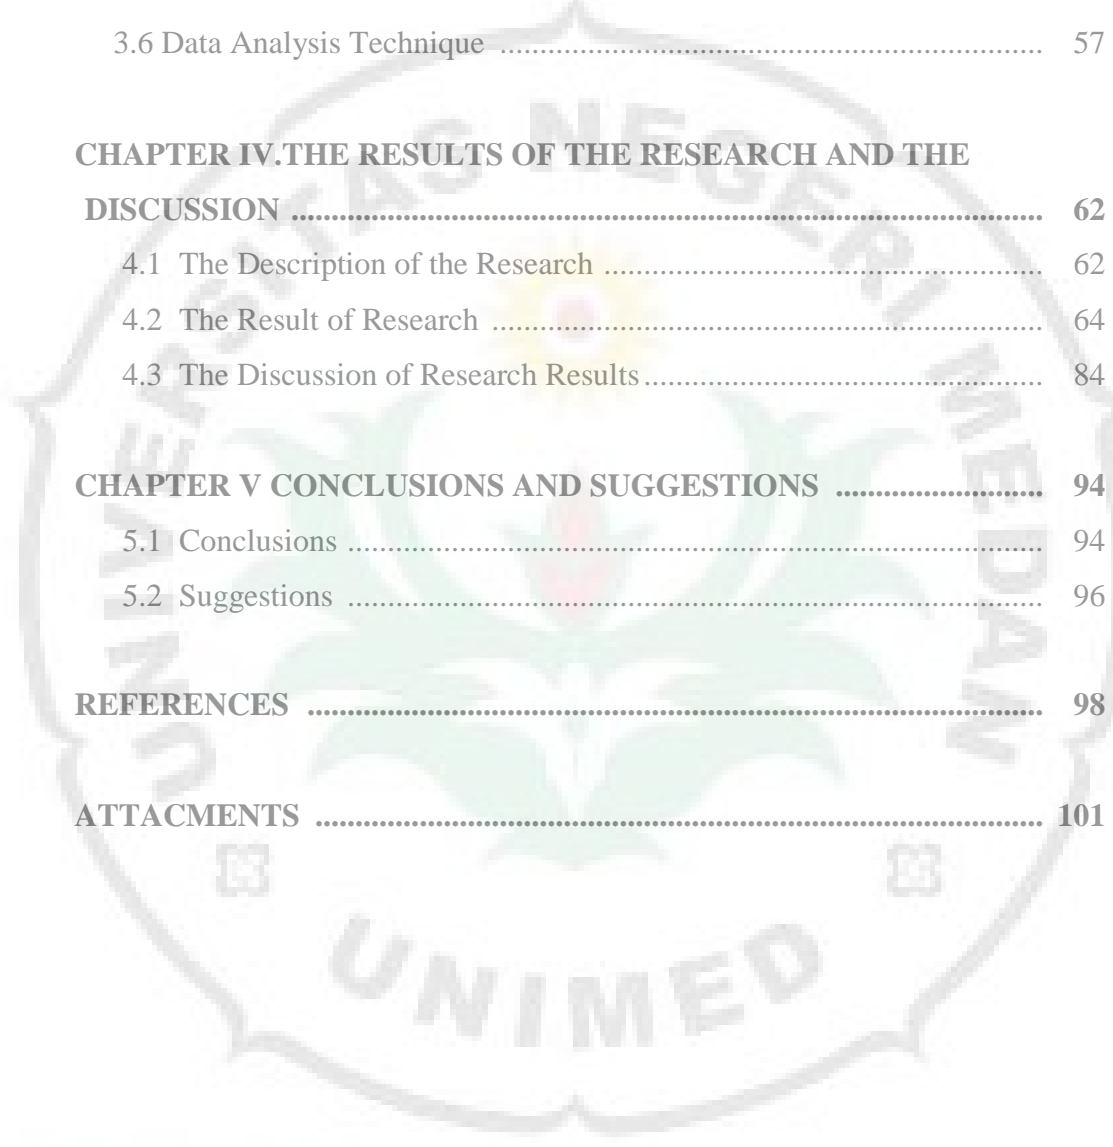 3.6 Data Analysis Technique ................................................................ 57
CHAPTER IV.THE RESULTS OF THE RESEARCH AND THE
DISCUSSION ................................................................ 62
4.1 The Description of the Research ................................................................ 62
4.2 The Result of Research ................................................................ 64
4.3 The Discussion of Research Results ................................................................ 84
CHAPTER V CONCLUSIONS AND SUGGESTIONS ................................ 94
5.1 Conclusions ................................................................ 94
5.2 Suggestions ................................................................ 96
REFERENCES ................................................................ 98
ATTACMENTS ................................................................ 101
UNIVERSITAS NEGERI MEDAN
UNIMED